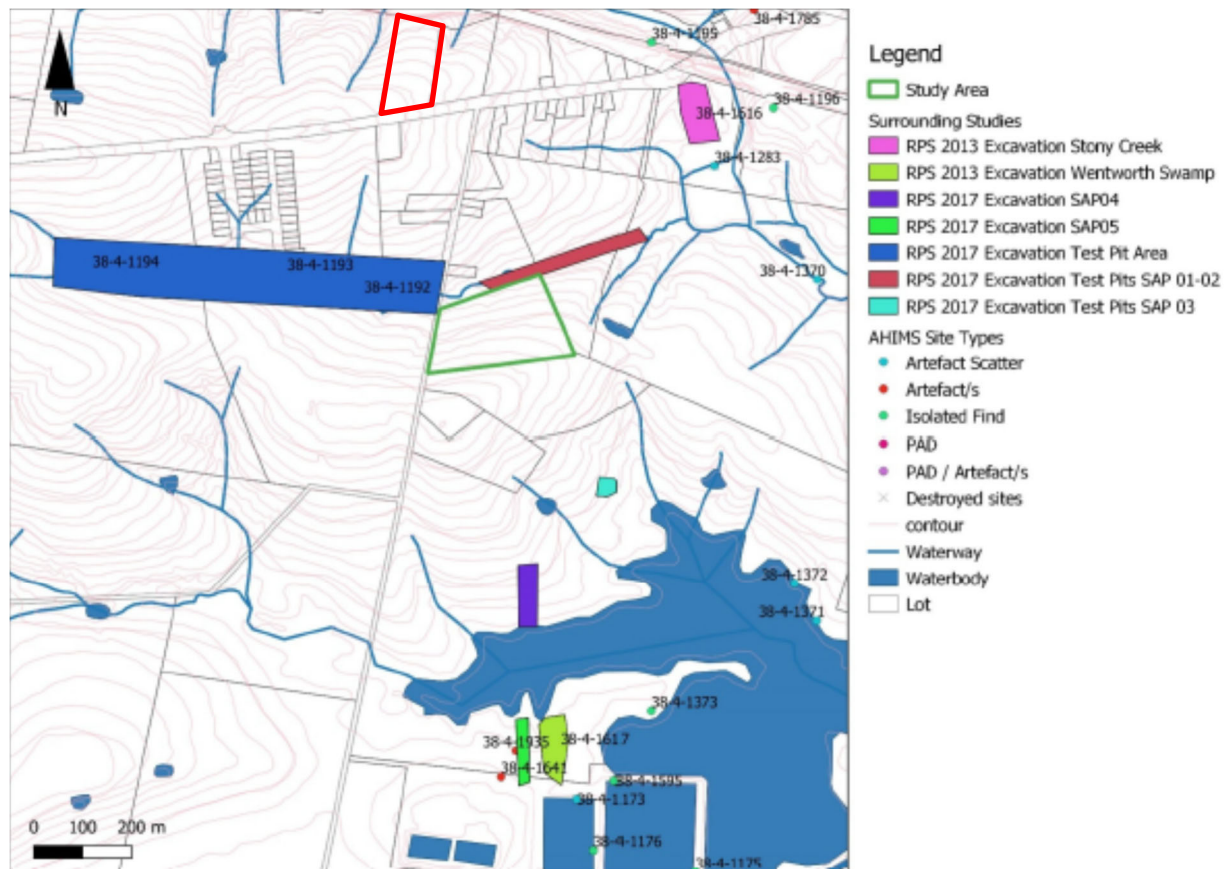 38-4-1785
38-4-1395
38-4-1196
38-4-1616
38-4-1283
N
38-4-1194
38-4-1193
38-4-1192
38-4-1370
38-4-1372
38-4-1371
38-4-1373
38-4-1935
38-4-1617
38-4-1641
38-4-1595
38-4-1173
38-4-1176
38-4-1175
0 100 200 m
Legend
Study Area
Surrounding Studies
RPS 2013 Excavation Stony Creek
RPS 2013 Excavation Wentworth Swamp
RPS 2017 Excavation SAP04
RPS 2017 Excavation SAP05
RPS 2017 Excavation Test Pit Area
RPS 2017 Excavation Test Pits SAP 01-02
RPS 2017 Excavation Test Pits SAP 03
AHIMS Site Types
Artefact Scatter
Artefact/s
Isolated Find
PAD
PAD / Artefact/s
Destroyed sites
contour
Waterway
Waterbody
Lot